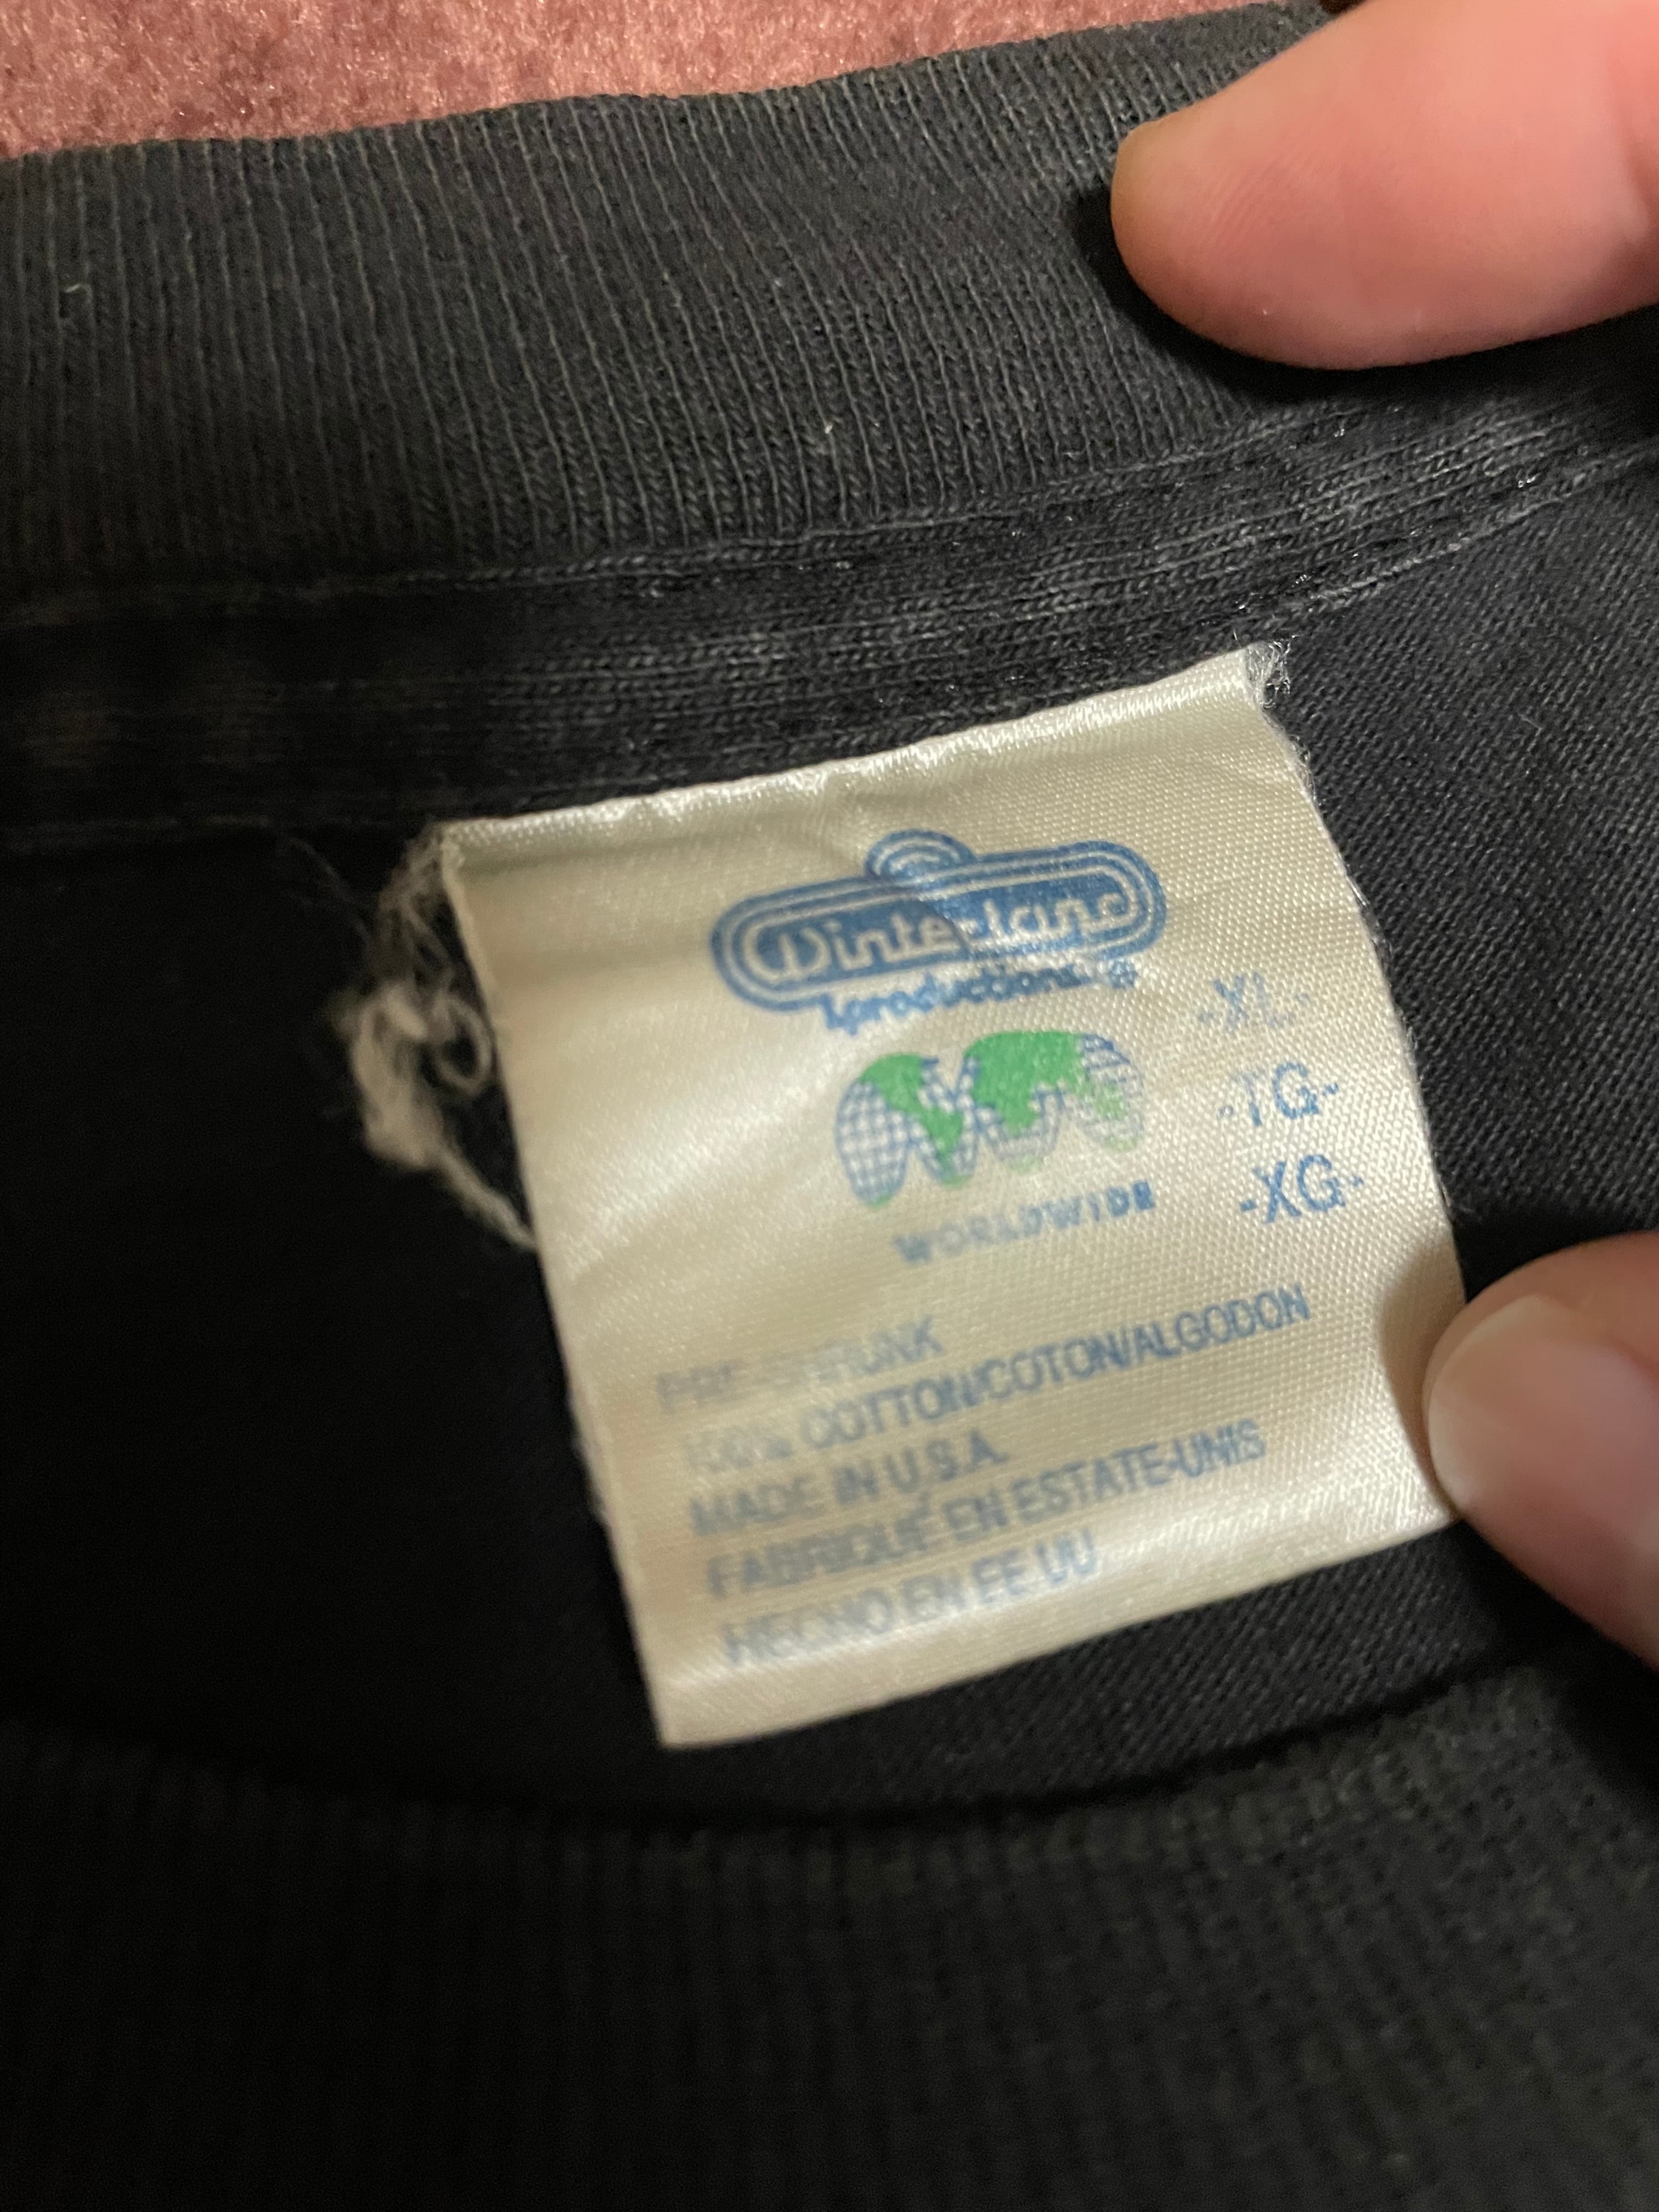 Winterland
productions ®
-XL-
-TG-
-XG-
WORLDWIDE
PRE-SHRUNK
100% COTTON/COTON/ALGODON
MADE IN U.S.A.
FABRIQUÉ EN ESTATE-UNIS
HECHO EN EE UU